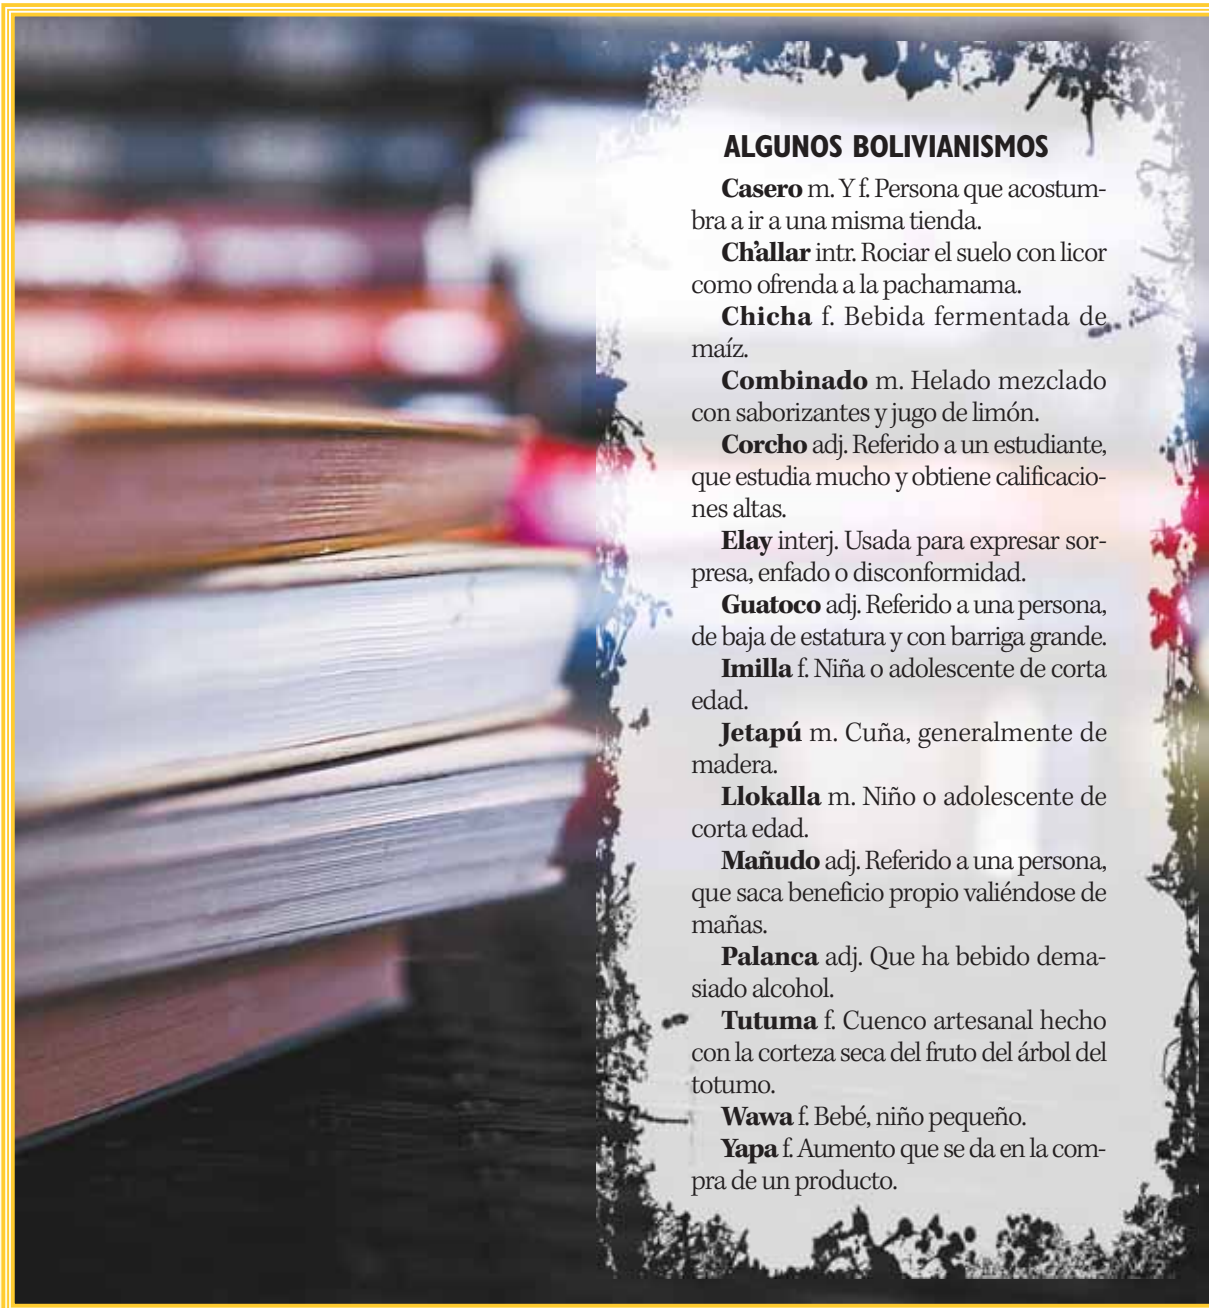 ALGUNOS BOLIVIANISMOS
Casero m. Y f. Persona que acostum-
bra a ir a una misma tienda.
Ch'allar intr. Rociar el suelo con licor
como ofrenda a la pachamama.
Chicha f. Bebida fermentada de
maíz.
Combinado m. Helado mezclado
con saborizantes y jugo de limón.
Corcho adj. Referido a un estudiante,
que estudia mucho y obtiene calificacio-
nes altas.
Elay interj. Usada para expresar sor-
presa, enfado o disconformidad.
Guatoco adj. Referido a una persona,
de baja de estatura y con barriga grande.
Imilla f. Niña o adolescente de corta
edad.
Jetapú m. Cuña, generalmente de
madera.
Llokalla m. Niño o adolescente de
corta edad.
Mañudo adj. Referido a una persona,
que saca beneficio propio valiéndose de
mañas.
Palanca adj. Que ha bebido dema-
siado alcohol.
Tutuma f. Cuenco artesanal hecho
con la corteza seca del fruto del árbol del
totumo.
Wawa f. Bebé, niño pequeño.
Yapa f. Aumento que se da en la com-
pra de un producto.